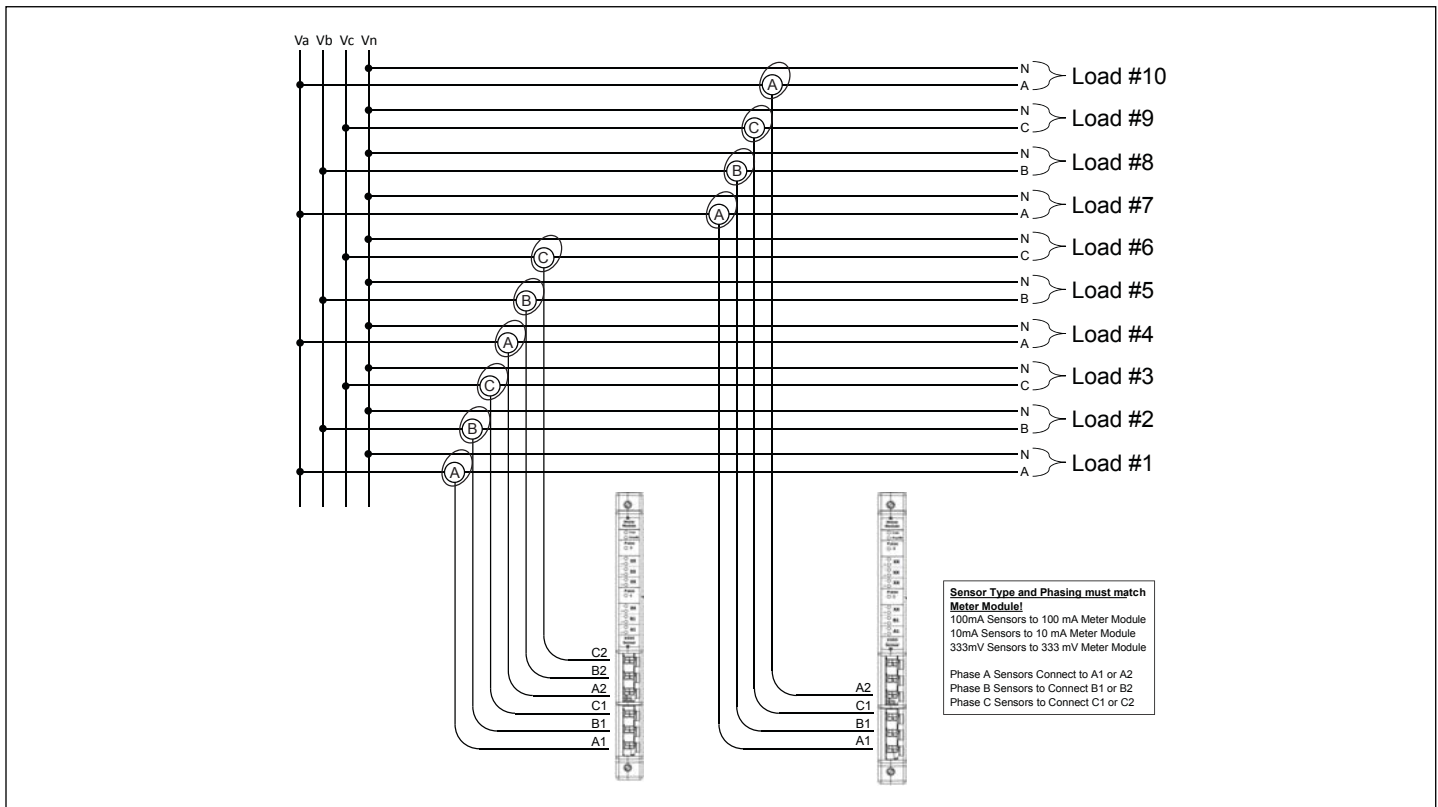 Va Vb Vc Vn
N
A
Load #10
N
C
Load #9
N
B
Load #8
N
A
Load #7
N
C
Load #6
N
B
Load #5
N
A
Load #4
N
C
Load #3
N
B
Load #2
N
A
Load #1
A
C
B
A
C
B
A
C
B
A
C2
B2
A2
C1
B1
A1
A2
C1
B1
A1
Sensor Type and Phasing must match
Meter Module!
100mA Sensors to 100 mA Meter Module
10mA Sensors to 10 mA Meter Module
333mV Sensors to 333 mV Meter Module
Phase A Sensors Connect to A1 or A2
Phase B Sensors to Connect B1 or B2
Phase C Sensors to Connect C1 or C2